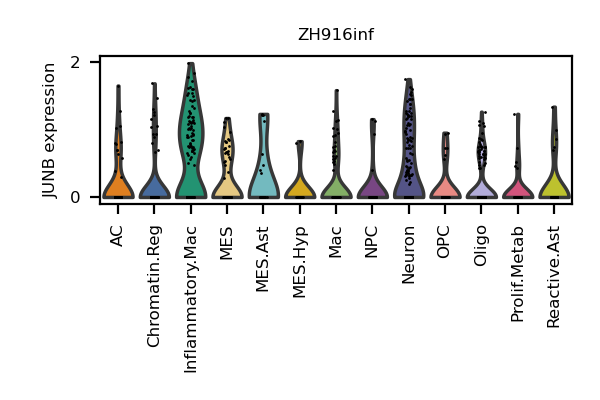 ZH916inf
JUNB expression
2
0
AC
Chromatin.Reg
Inflammatory.Mac
MES
MES.Ast
MES.Hyp
Mac
NPC
Neuron
OPC
Oligo
Prolif.Metab
Reactive.Ast